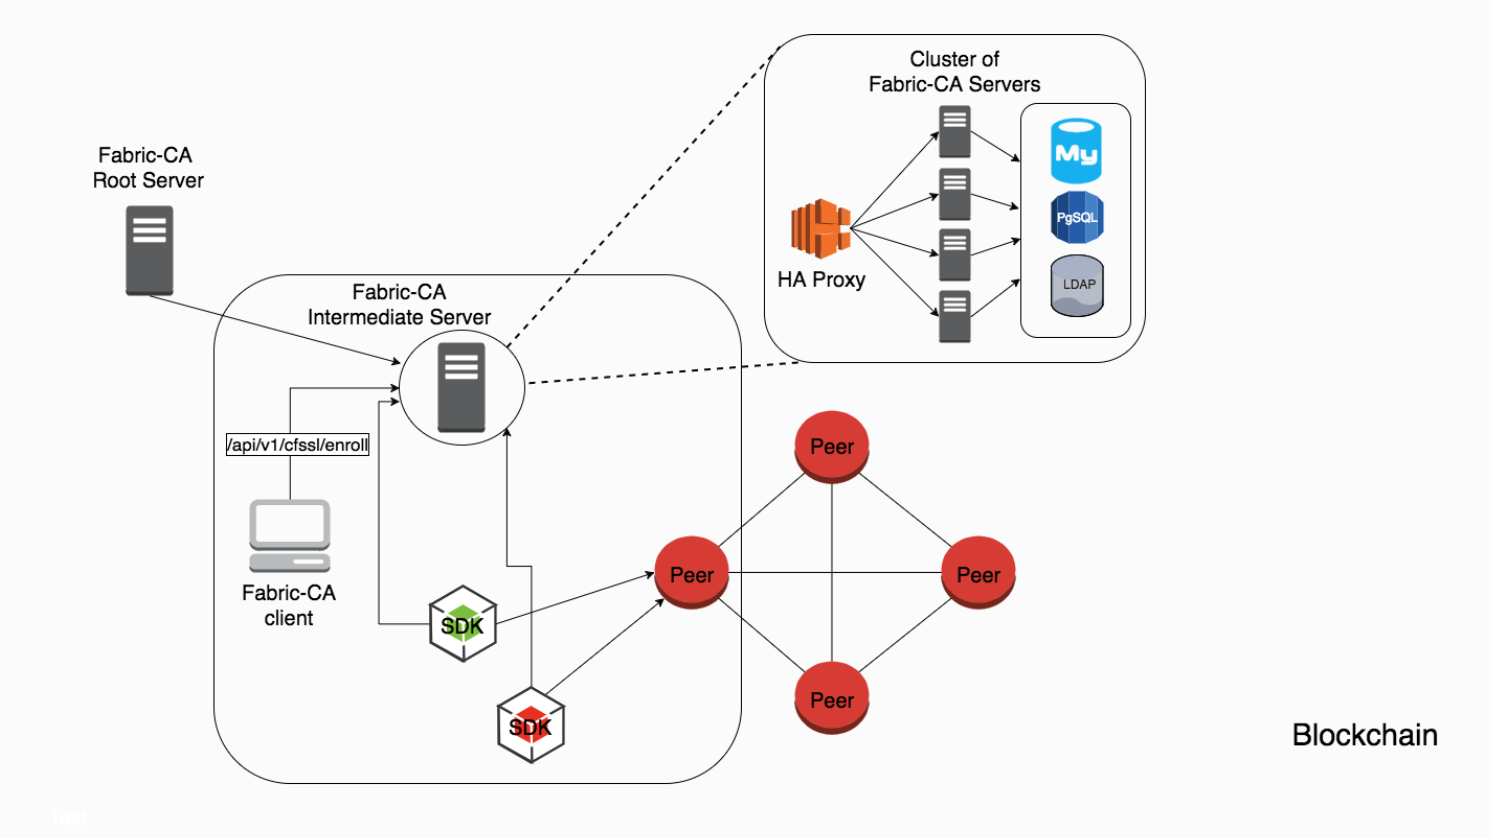 Cluster of
Fabric-CA Servers
My
PgSQL
LDAP
HA Proxy
Fabric-CA
Root Server
Fabric-CA
Intermediate Server
/api/v1/cfssl/enroll
Fabric-CA
client
SDK
SDK
Peer
Peer
Peer
Peer
Blockchain
Text